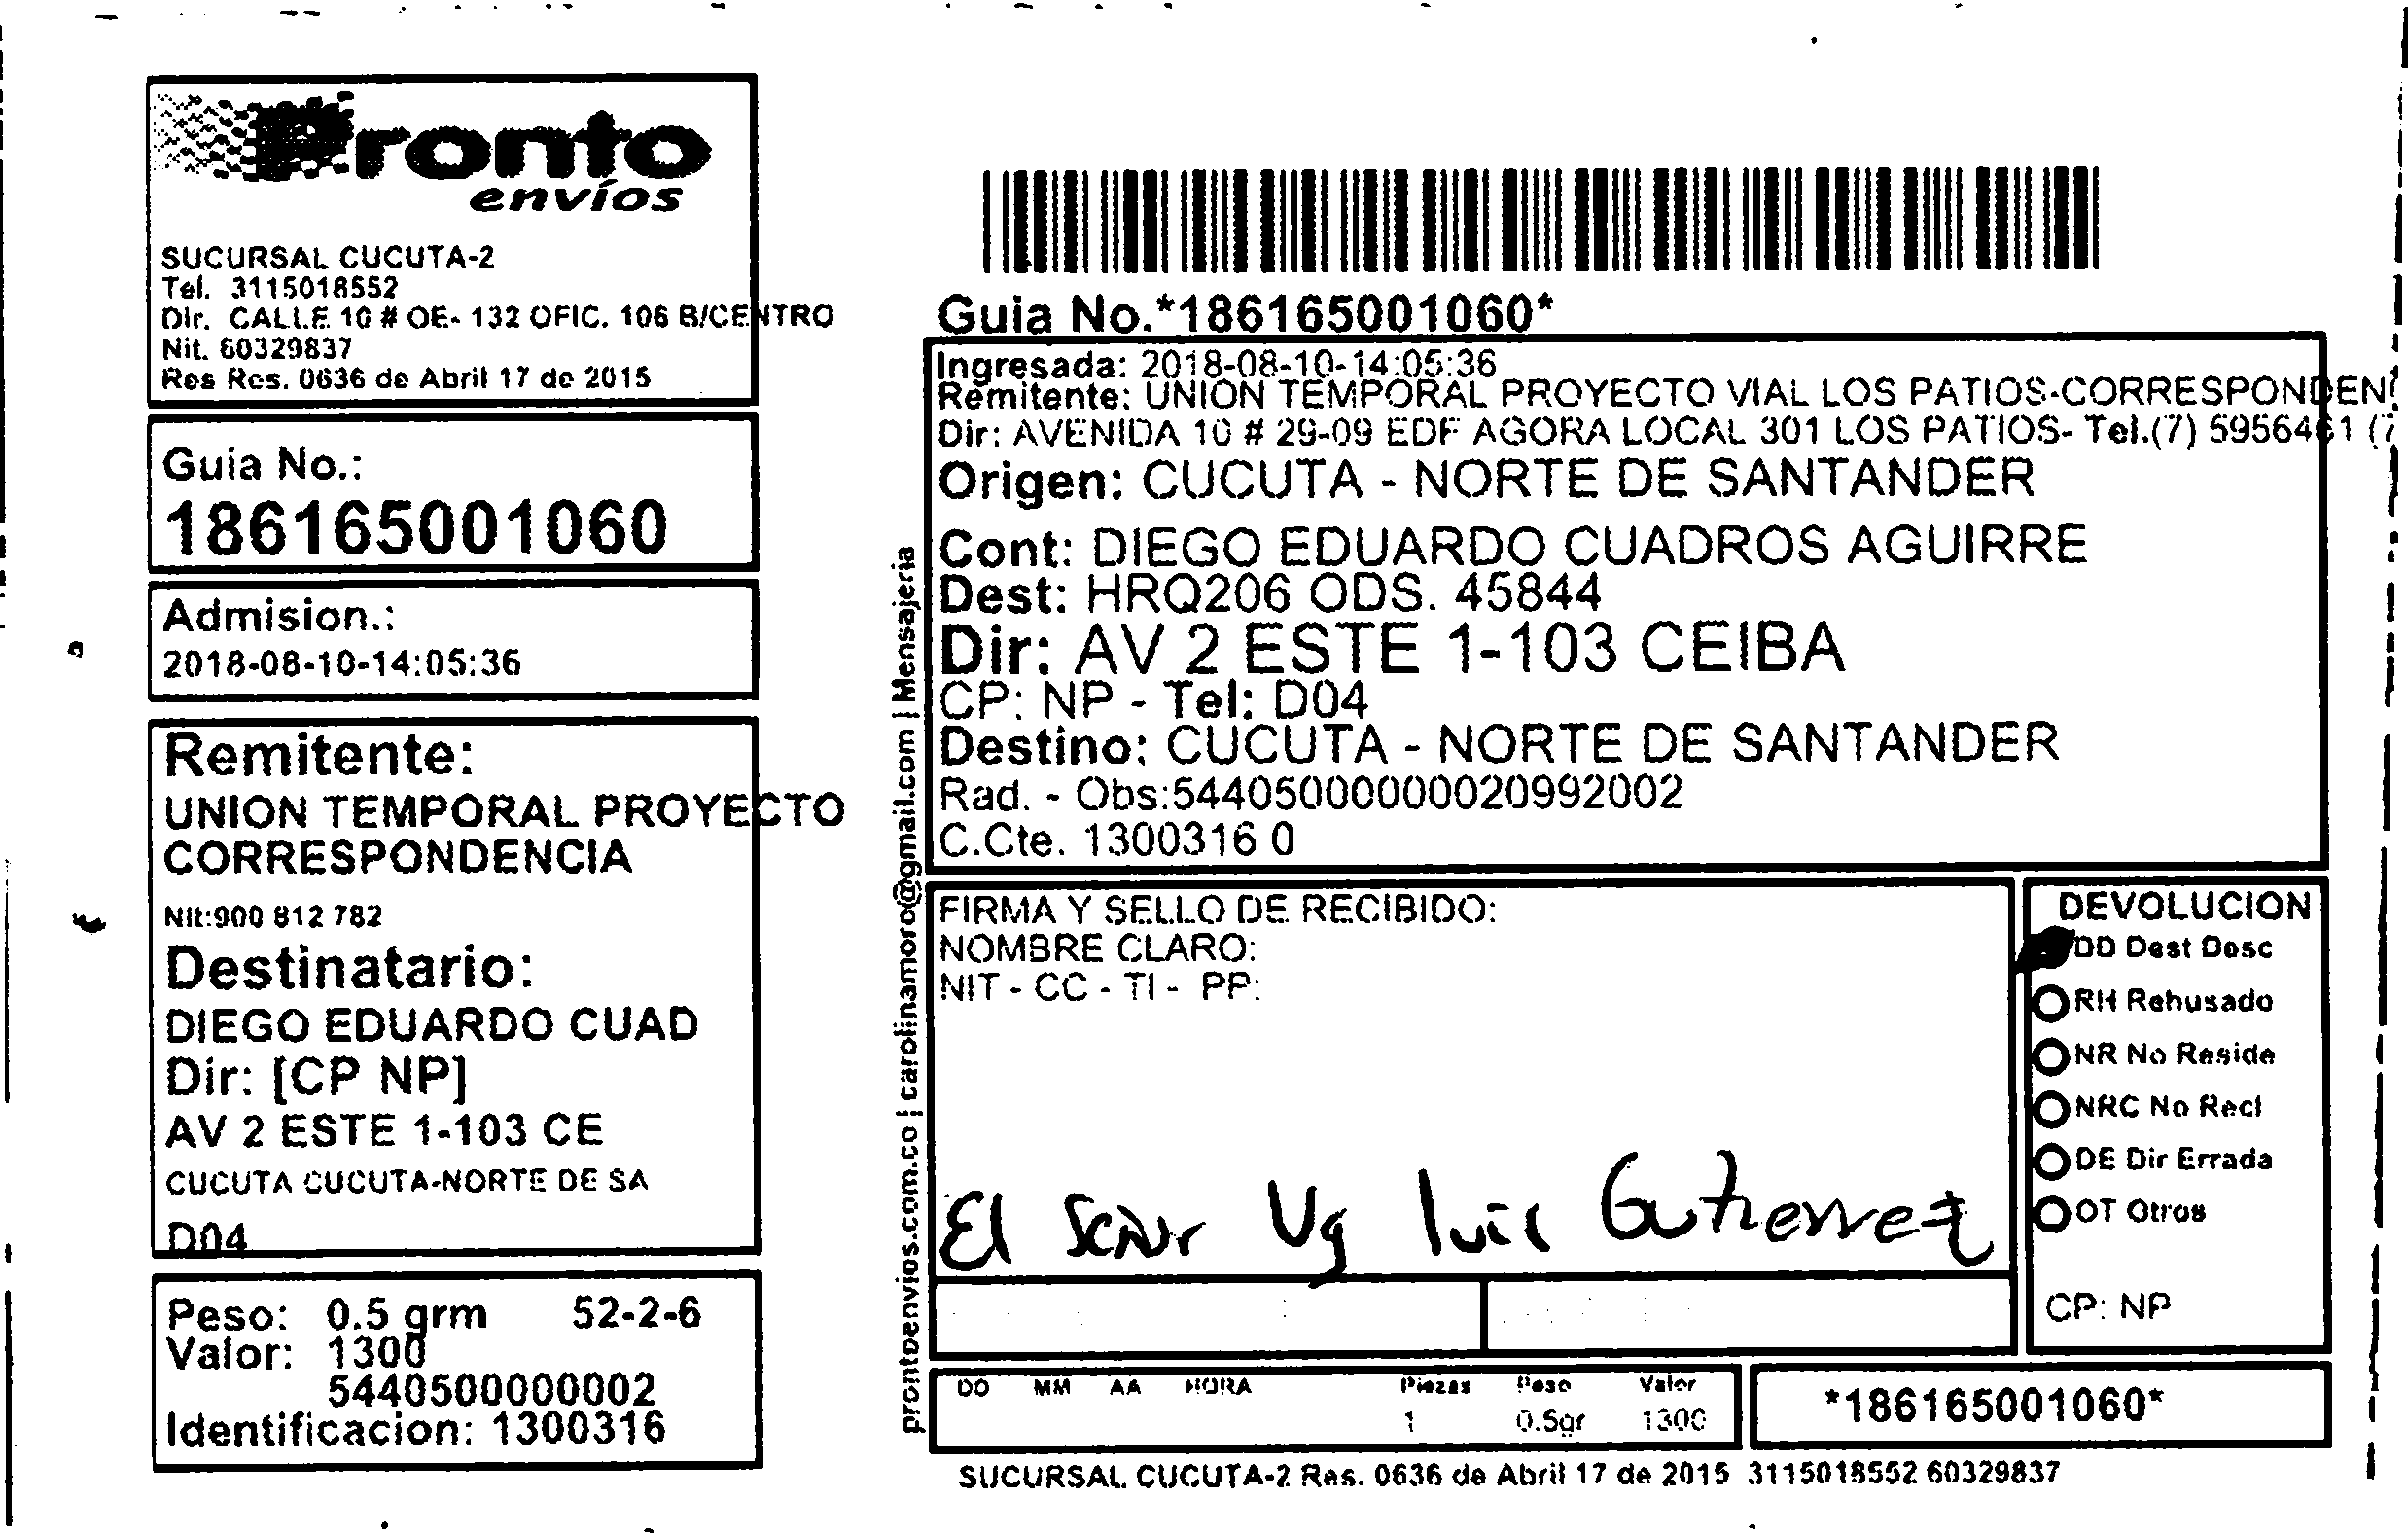 Pronto
envíos
SUCURSAL CUCUTA-2
Tel. 3115018552
Dir. CALLE 10 # OE- 132 OFIC. 106 B/CENTRO
Nit. 60329837
Res Res. 0636 de Abril 17 de 2015
Guia No.:
186165001060
Admision.:
2018-08-10-14:05:36
Remitente:
UNION TEMPORAL PROYECTO
CORRESPONDENCIA
Nit:900 812 782
Destinatario:
DIEGO EDUARDO CUAD
Dir: [CP NP]
AV 2 ESTE 1-103 CE
CUCUTA CUCUTA-NORTE DE SA
D04
Peso: 0.5 grm 52-2-6
Valor: 1300
5440500000002
Identificacion: 1300316
prontoenvios.com.co | carolinamoro@gmail.com | Mensajeria
Guia No.*186165001060*
Ingresada: 2018-08-10-14:05:36
Remitente: UNION TEMPORAL PROYECTO VIAL LOS PATIOS-CORRESPONDEN
Dir: AVENIDA 10 # 29-09 EDF AGORA LOCAL 301 LOS PATIOS- Tel.(7) 5956461 (7
Origen: CUCUTA - NORTE DE SANTANDER
Cont: DIEGO EDUARDO CUADROS AGUIRRE
Dest: HRQ206 ODS. 45844
Dir: AV 2 ESTE 1-103 CEIBA
CP: NP - Tel: D04
Destino: CUCUTA - NORTE DE SANTANDER
Rad. - Obs:54405000000020992002
C.Cte. 1300316 0
FIRMA Y SELLO DE RECIBIDO:
NOMBRE CLARO:
NIT - CC - TI - PP:
El Señor Vg luis Gutierrez
DEVOLUCION
DD Dest Desc
RH Rehusado
NR No Reside
NRC No Recl
DE Dir Errada
OT Otros
CP: NP
DD MM AA HORA Piezas Peso Valor
1 0.5gr 1300
*186165001060*
SUCURSAL CUCUTA-2 Res. 0636 de Abril 17 de 2015 3115018552 60329837